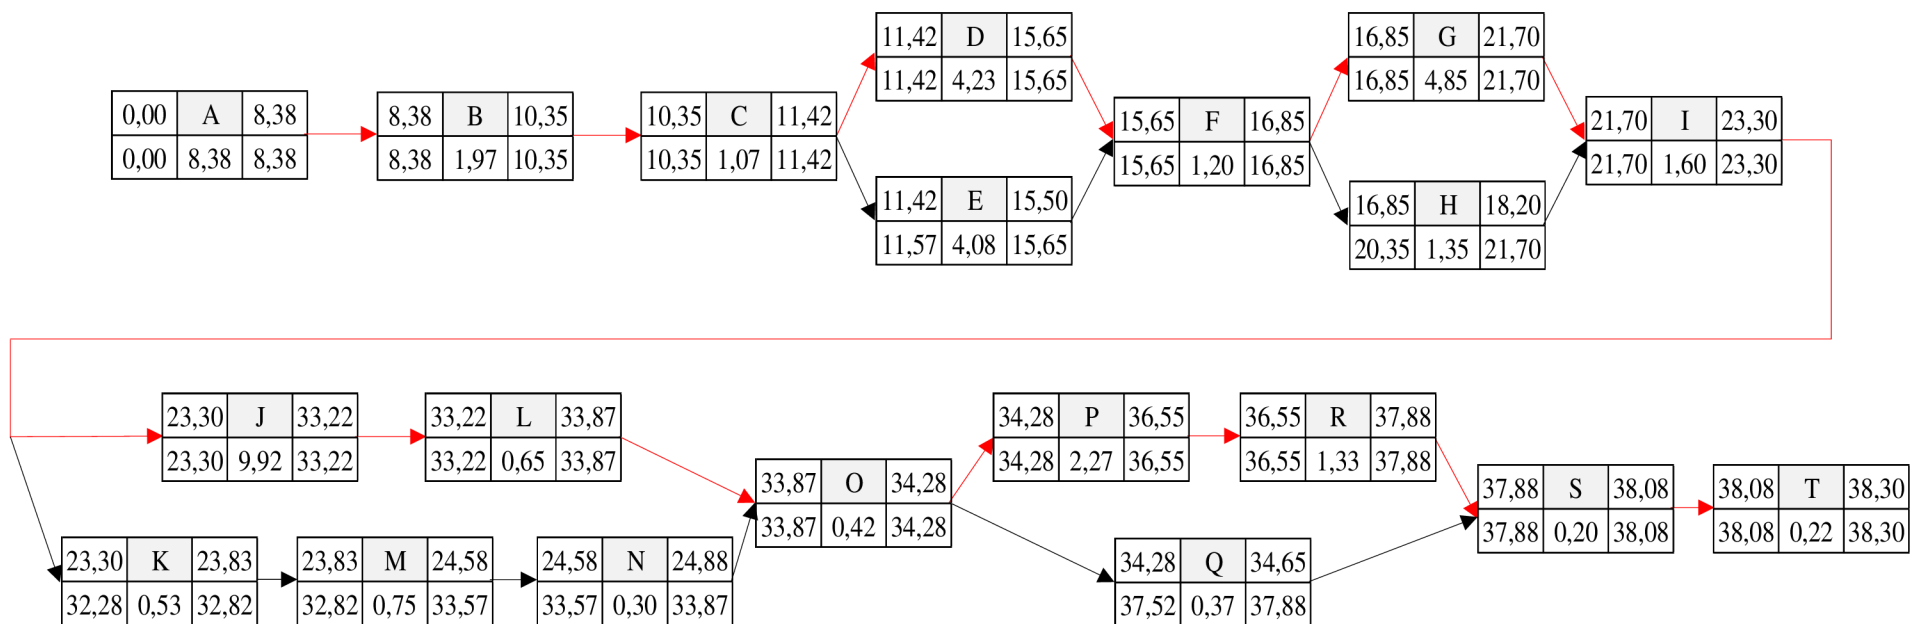 0,00 A 8,38
0,00 8,38 8,38
8,38 B 10,35
8,38 1,97 10,35
10,35 C 11,42
10,35 1,07 11,42
11,42 D 15,65
11,42 4,23 15,65
11,42 E 15,50
11,57 4,08 15,65
15,65 F 16,85
15,65 1,20 16,85
16,85 G 21,70
16,85 4,85 21,70
16,85 H 18,20
20,35 1,35 21,70
21,70 I 23,30
21,70 1,60 23,30
23,30 J 33,22
23,30 9,92 33,22
33,22 L 33,87
33,22 0,65 33,87
23,30 K 23,83
32,28 0,53 32,82
23,83 M 24,58
32,82 0,75 33,57
24,58 N 24,88
33,57 0,30 33,87
33,87 O 34,28
33,87 0,42 34,28
34,28 P 36,55
34,28 2,27 36,55
36,55 R 37,88
36,55 1,33 37,88
34,28 Q 34,65
37,52 0,37 37,88
37,88 S 38,08
37,88 0,20 38,08
38,08 T 38,30
38,08 0,22 38,30